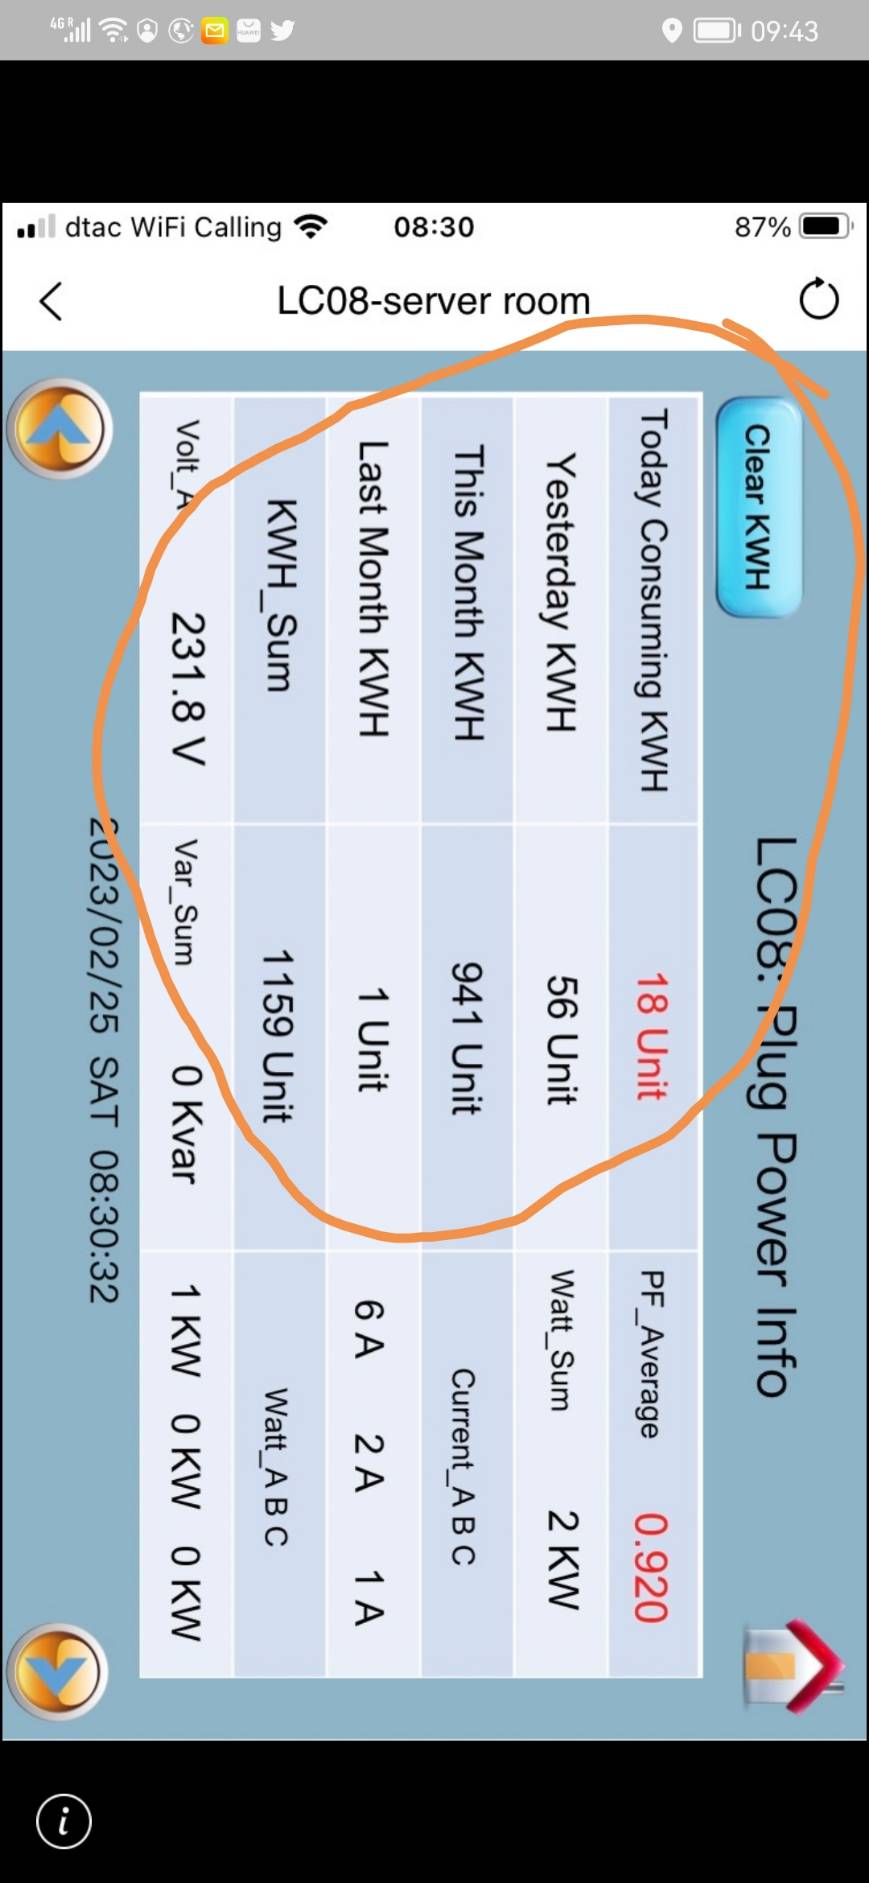 09:43
4G R
87%
08:30
dtac WiFi Calling
LC08-server room
Clear KWH
LC08: Plug Power Info
Today Consuming KWH 18 Unit PF_Average 0.920
Yesterday KWH 56 Unit Watt_Sum 2 KW
This Month KWH 941 Unit Current_A B C
Last Month KWH 1 Unit 6 A 2 A 1 A
KWH_Sum 1159 Unit Watt_A B C
Volt_A 231.8 V Var_Sum 0 Kvar 1 KW 0 KW 0 KW
2023/02/25 SAT 08:30:32
i